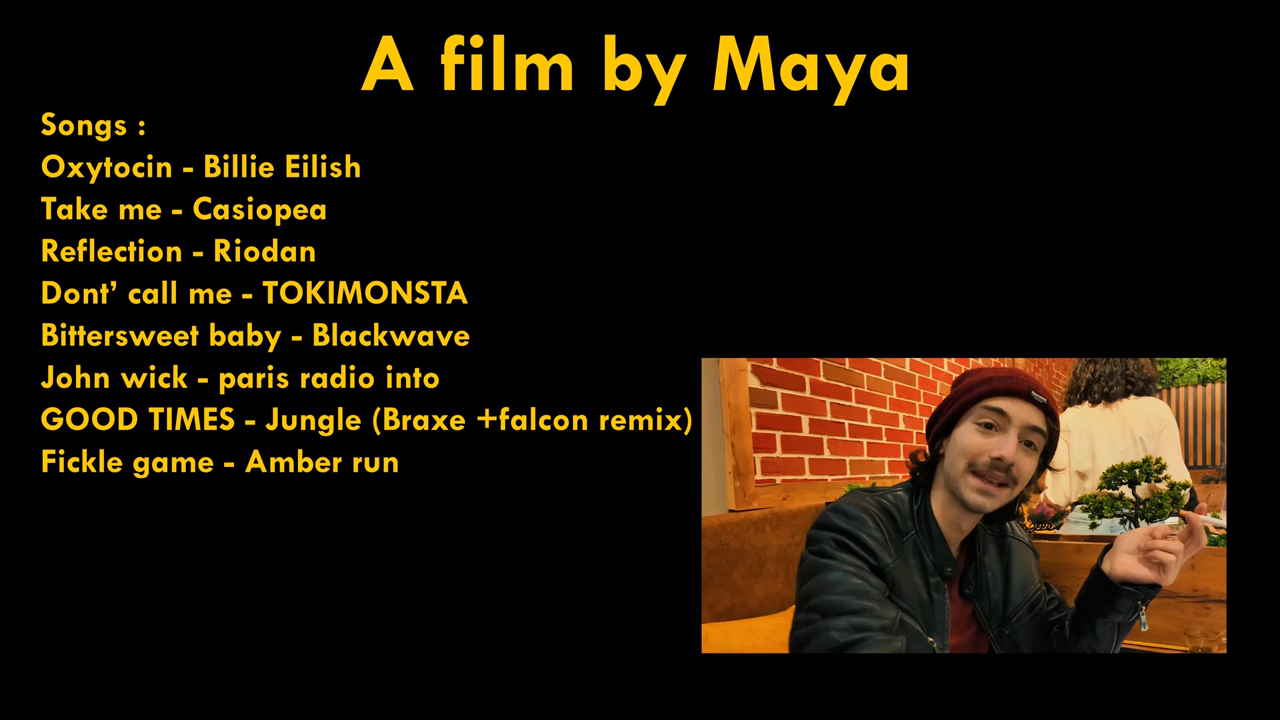 A film by Maya
Songs :
Oxytocin - Billie Eilish
Take me - Casiopea
Reflection - Riodan
Dont’ call me - TOKIMONSTA
Bittersweet baby - Blackwave
John wick - paris radio into
GOOD TIMES - Jungle (Braxe +falcon remix)
Fickle game - Amber run